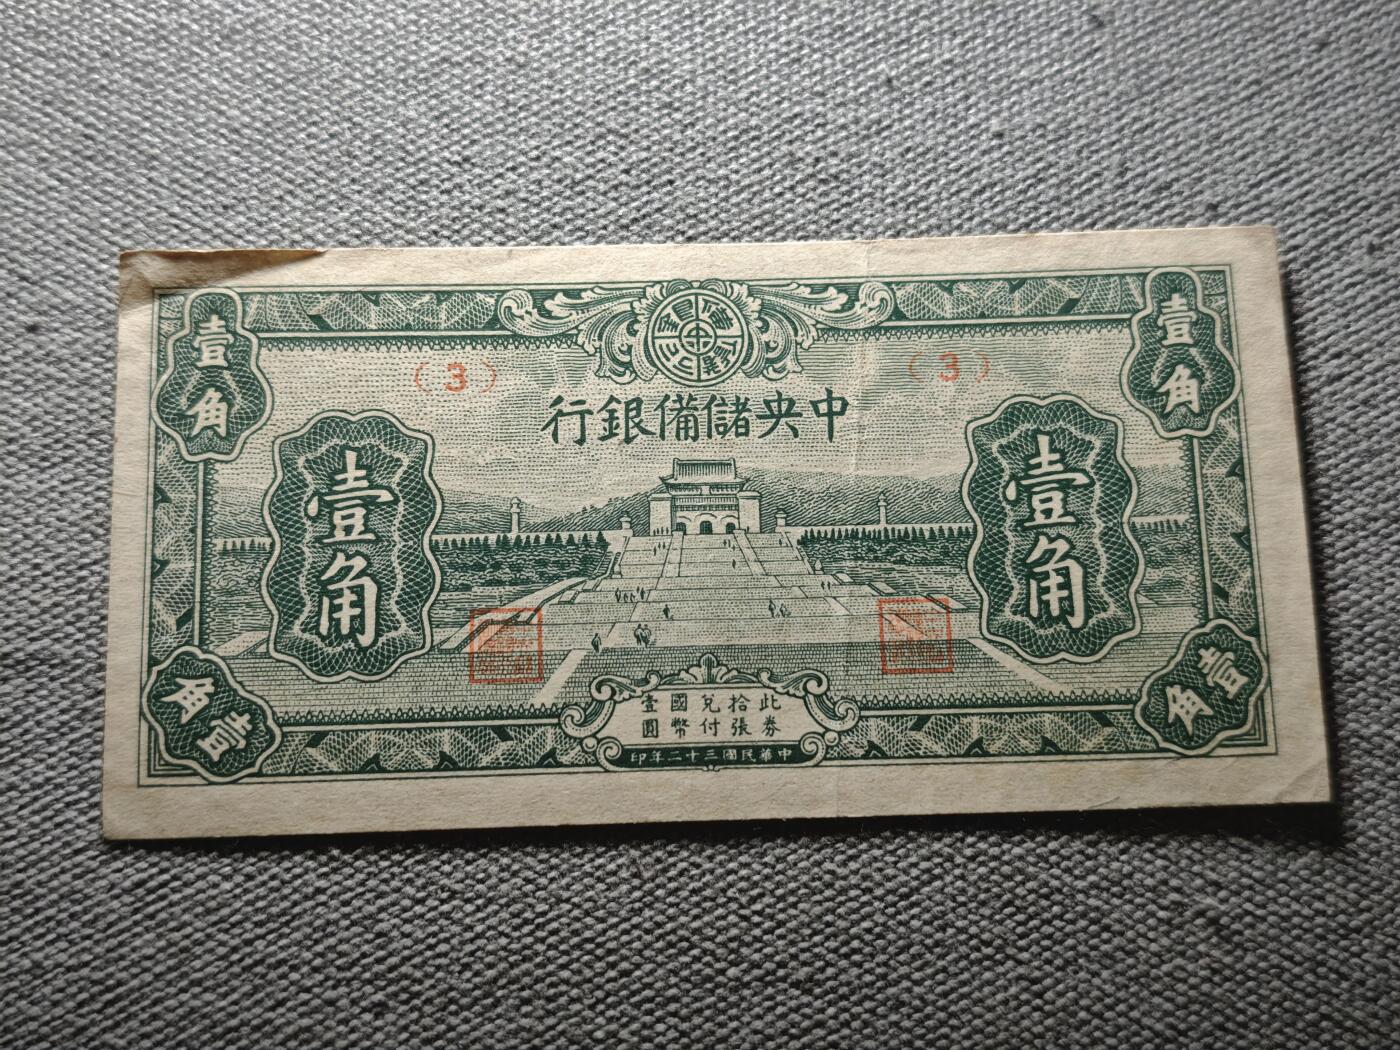 壹角
壹角
(3)
(3)
中央儲備銀行
壹角
壹角
此券拾張兌付國幣壹圓
中華民國三十二年印
壹角
壹角